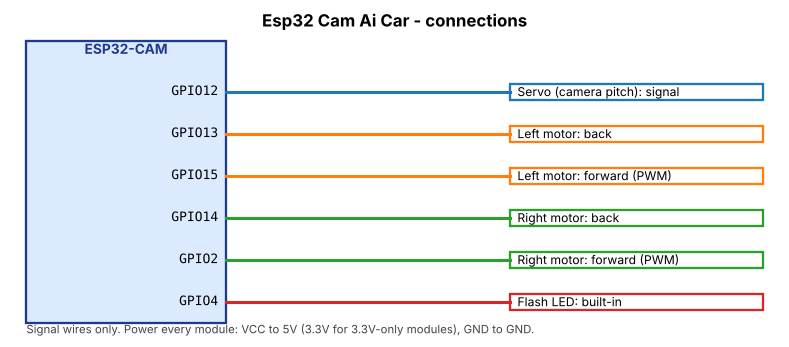 Esp32 Cam Ai Car - connections
ESP32-CAM
GPIO12 Servo (camera pitch): signal
GPIO13 Left motor: back
GPIO15 Left motor: forward (PWM)
GPIO14 Right motor: back
GPIO2 Right motor: forward (PWM)
GPIO4 Flash LED: built-in
Signal wires only. Power every module: VCC to 5V (3.3V for 3.3V-only modules), GND to GND.